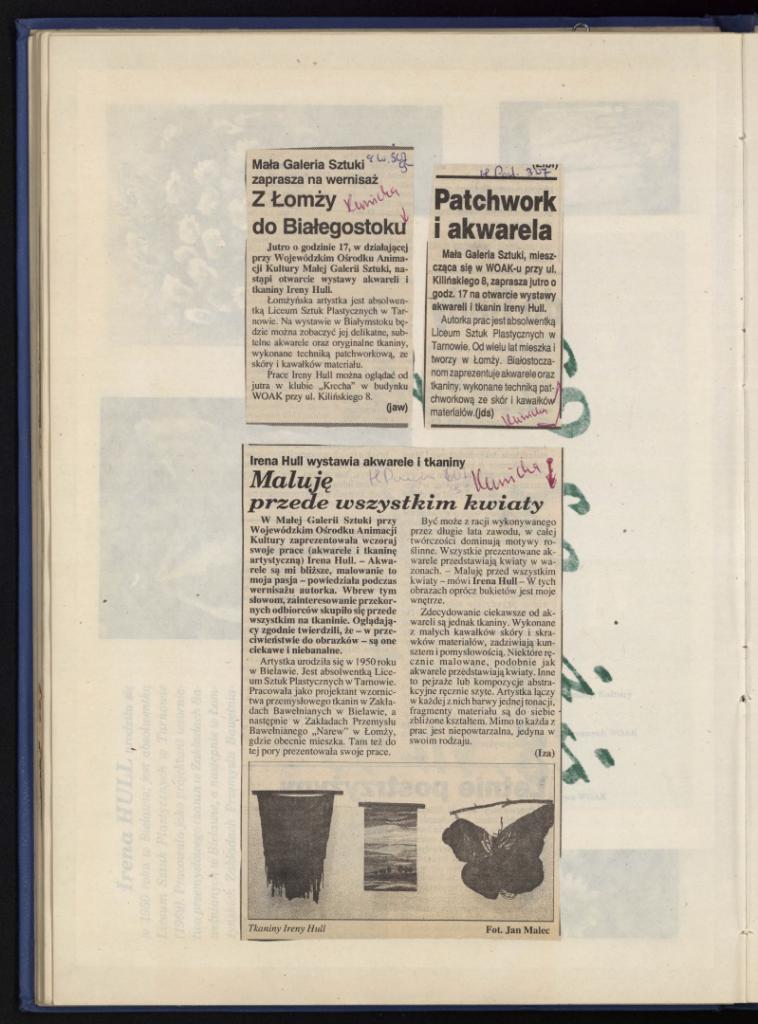 Mała Galeria Sztuki
zaprasza na wernisaż
Z Łomży
do Białegostoku
Jutro o godzinie 17, w działającej
przy Wojewódzkim Ośrodku Anima-
cji Kultury Małej Galerii Sztuki, na-
stąpi otwarcie wystawy akwareli i
tkaniny Ireny Hull.
Łomżyńska artystka jest absolwen-
tką Liceum Sztuk Plastycznych w Tar-
nowie. Na wystawie w Białymstoku bę-
dzie można zobaczyć jej delikatne, sub-
telne akwarele oraz oryginalne tkaniny,
wykonane techniką patchworkową, ze
skóry i kawałków materiału.
Prace Ireny Hull można oglądać od
jutra w klubie „Krecha” w budynku
WOAK przy ul. Kilińskiego 8.
(jaw)
Patchwork
i akwarela
Mała Galeria Sztuki, miesz-
cząca się w WOAK-u przy ul.
Kilińskiego 8, zaprasza jutro o
godz. 17 na otwarcie wystawy
akwareli i tkanin Ireny Hull.
Autorka prac jest absolwentką
Liceum Sztuk Plastycznych w
Tarnowie. Od wielu lat mieszka i
tworzy w Łomży. Białostocza-
nom zaprezentuje akwarele oraz
tkaniny, wykonane techniką pat-
chworkową ze skór i kawałków
materiałów.(jds)
Irena Hull wystawia akwarele i tkaniny
Maluję
przede wszystkim kwiaty
W Małej Galerii Sztuki przy
Wojewódzkim Ośrodku Animacji
Kultury zaprezentowała wczoraj
swoje prace (akwarele i tkaninę
artystyczną) Irena Hull. – Akwa-
rele są mi bliższe, malowanie to
moja pasja – powiedziała podczas
wernisażu autorka. Wbrew tym
słowom, zainteresowanie przekor-
nych odbiorców skupiło się przede
wszystkim na tkaninie. Oglądają-
cy zgodnie twierdzili, że – w prze-
ciwieństwie do obrazków – są one
ciekawe i niebanalne.
Artystka urodziła się w 1950 roku
w Bieławie. Jest absolwentką Lice-
um Sztuk Plastycznych w Tarnowie.
Pracowała jako projektant wzornic-
twa przemysłowego tkanin w Zakła-
dach Bawełnianych w Bieławie, a
następnie w Zakładach Przemysłu
Bawełnianego „Narew” w Łomży,
gdzie obecnie mieszka. Tam też do
tej pory prezentowała swoje prace.
Być może z racji wykonywanego
przez długie lata zawodu, w całej
twórczości dominują motywy ro-
ślinne. Wszystkie prezentowane ak-
warele przedstawiają kwiaty w wa-
zonach. – Maluję przed wszystkim
kwiaty – mówi Irena Hull – W tych
obrazach oprócz bukietów jest moje
wnętrze.
Zdecydowanie ciekawsze od ak-
wareli są jednak tkaniny. Wykonane
z małych kawałków skóry i skra-
wków materiałów, zadziwiają kun-
sztem i pomysłowością. Niektóre rę-
cznie malowane, podobnie jak
akwarele przedstawiają kwiaty. Inne
to pejzaże lub kompozycje abstra-
kcyjne ręcznie szyte. Artystka łączy
w każdej z nich barwy jednej tonacji,
fragmenty materiału są do siebie
zbliżone kształtem. Mimo to każda z
prac jest niepowtarzalna, jedyna w
swoim rodzaju.
(Iza)
Tkaniny Ireny Hull
Fot. Jan Malec